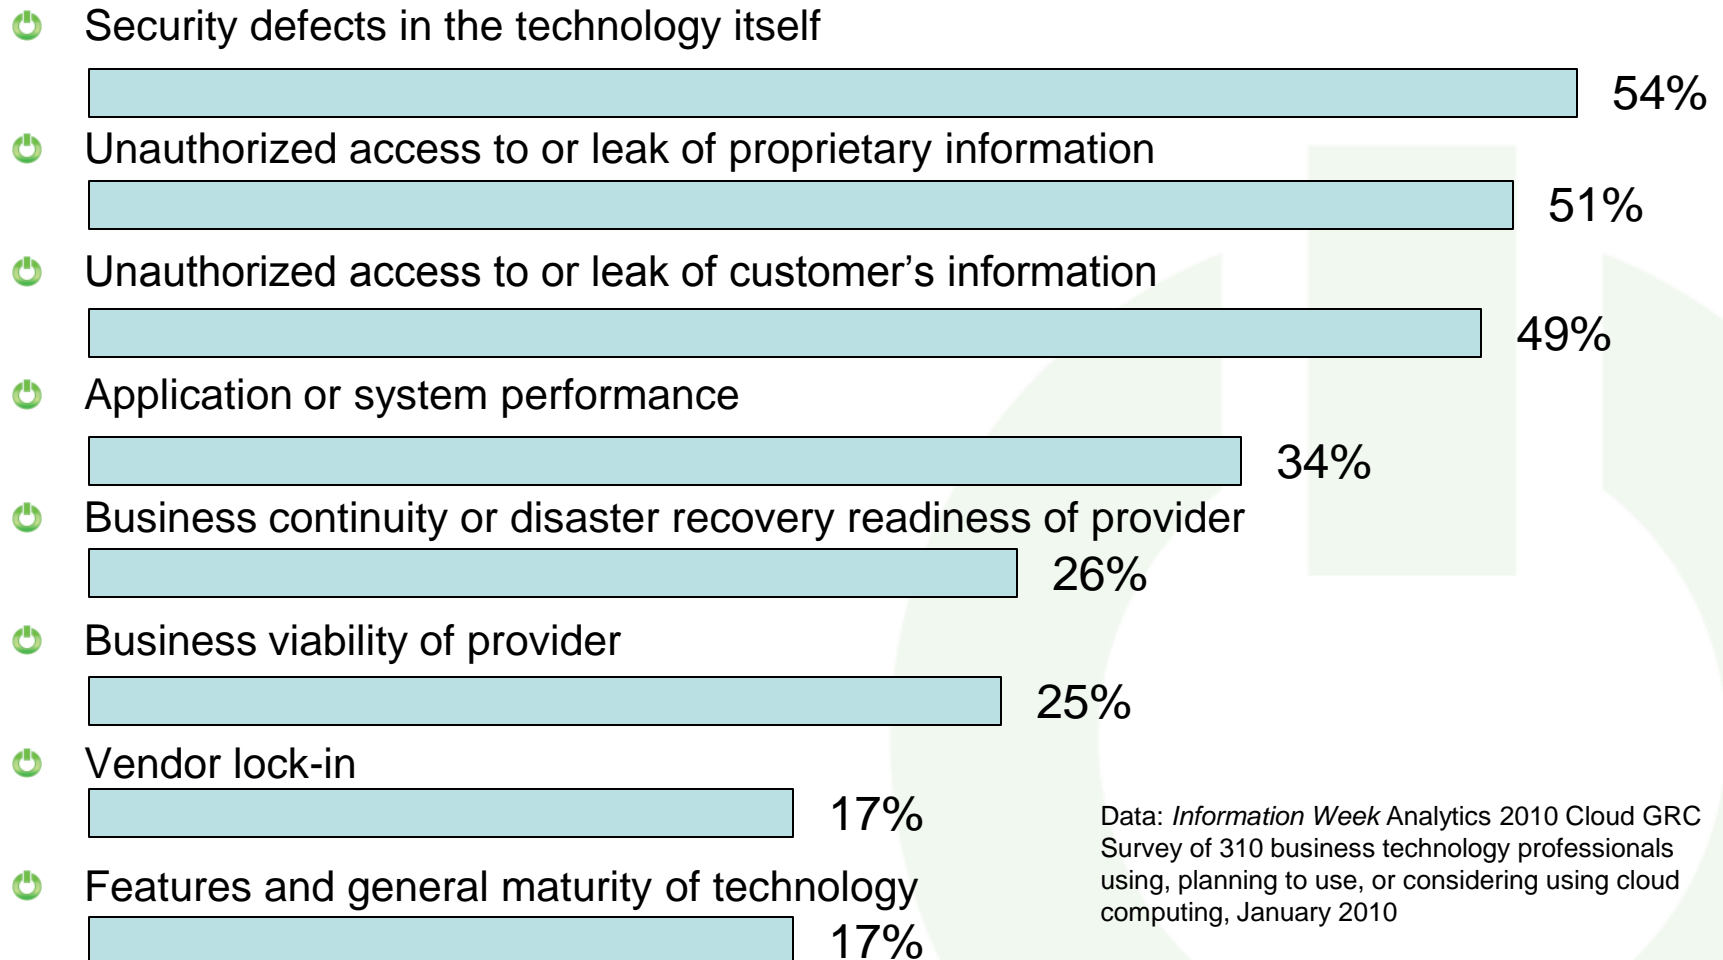 Security defects in the technology itself
54%
Unauthorized access to or leak of proprietary information
51%
Unauthorized access to or leak of customer’s information
49%
Application or system performance
34%
Business continuity or disaster recovery readiness of provider
26%
Business viability of provider
25%
Vendor lock-in
17%
Features and general maturity of technology
17%
Data: Information Week Analytics 2010 Cloud GRC
Survey of 310 business technology professionals
using, planning to use, or considering using cloud
computing, January 2010